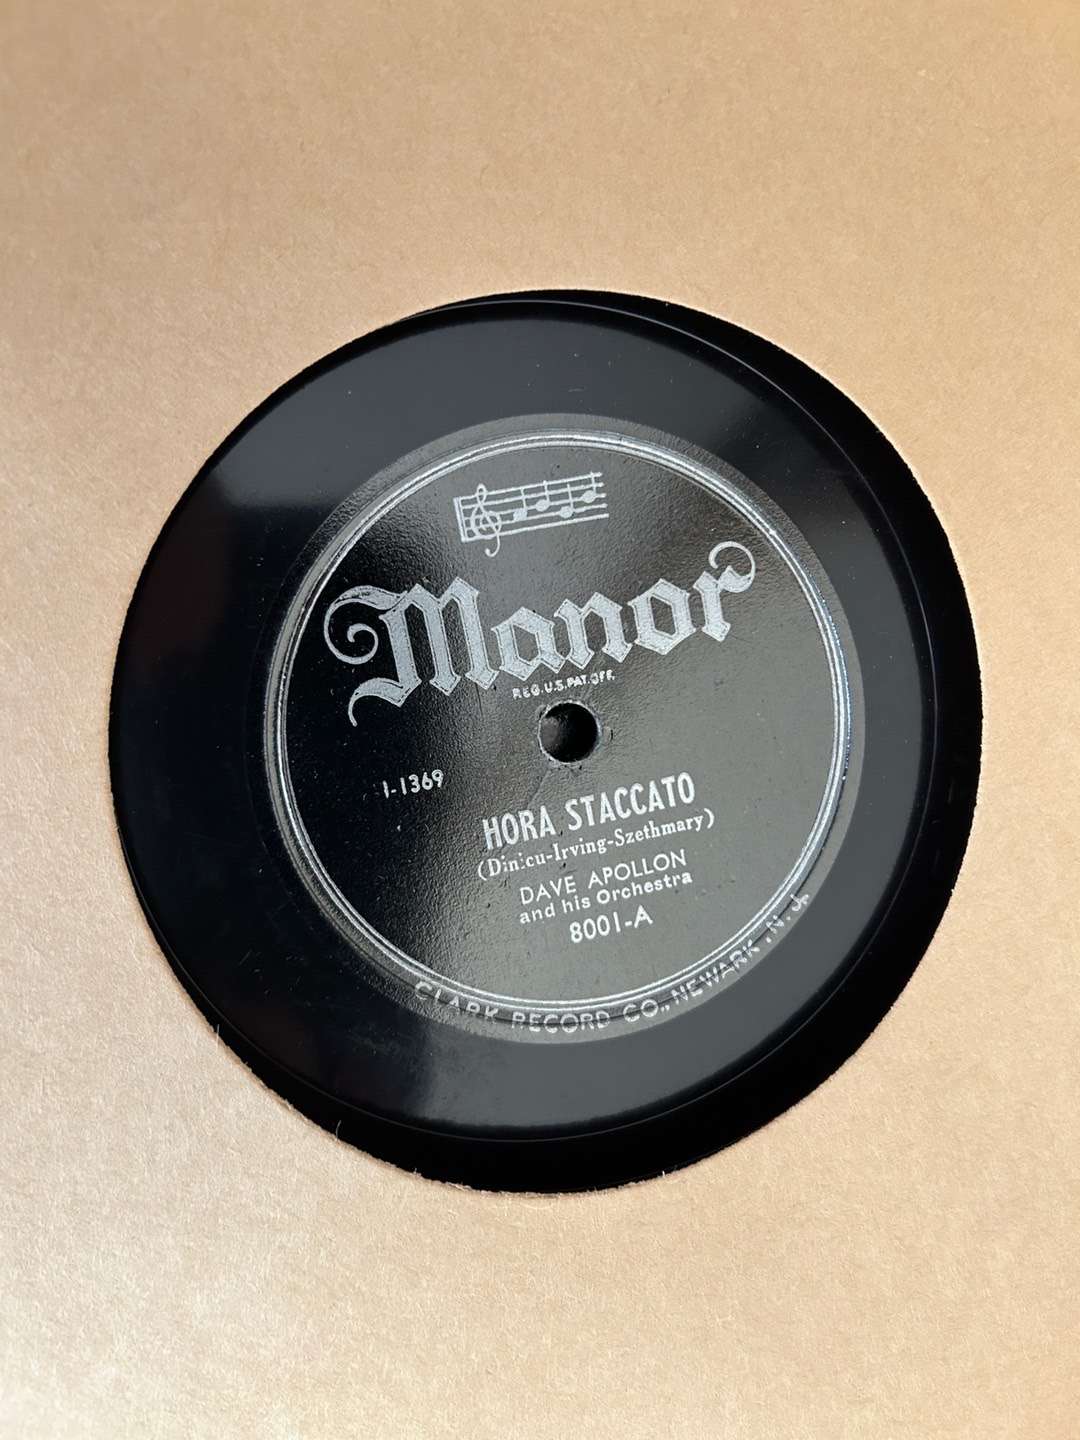 Manor
REG.U.S.PAT.OFF.
1-1369
HORA STACCATO
(Dinicu-Irving-Szethmary)
DAVE APOLLON
and his Orchestra
8001-A
CLARK RECORD CO., NEWARK, N.J.